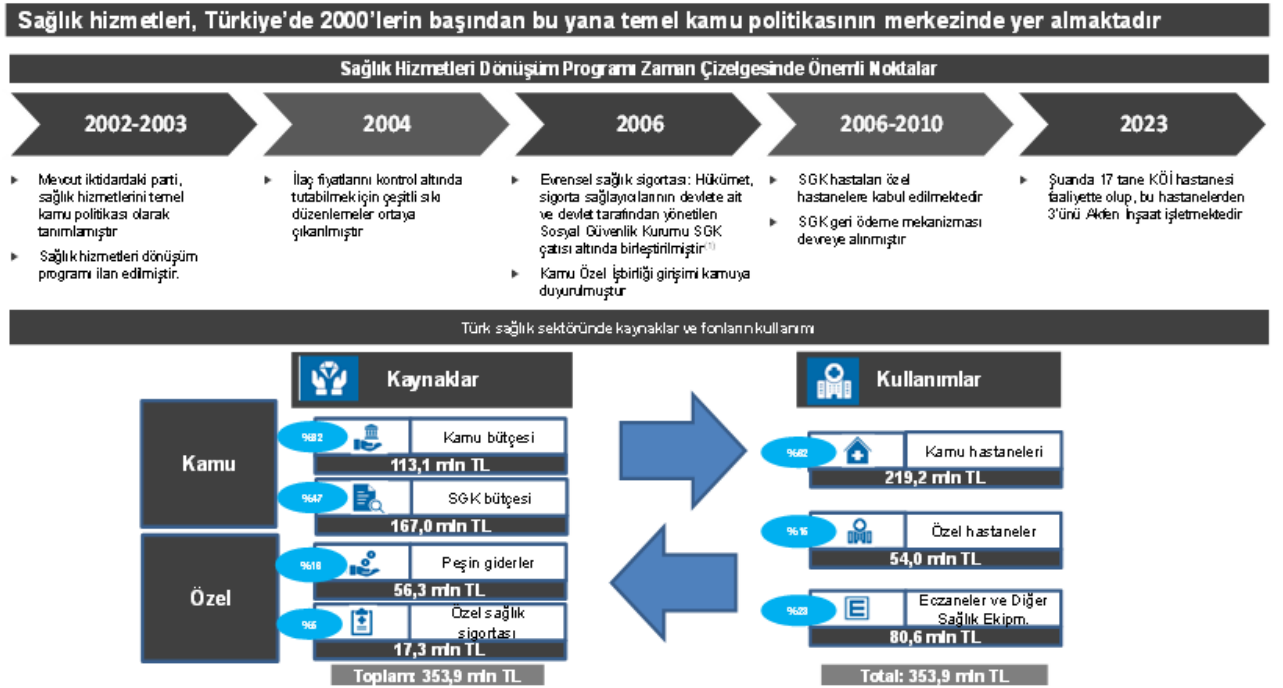 Sağlık hizmetleri, Türkiye'de 2000'lerin başından bu yana temel kamu politikasının merkezinde yer almaktadır
Sağlık Hizmetleri Dönüşüm Programı Zaman Çizelgesinde Önemli Noktalar
2002-2003
2004
2006
2006-2010
2023
Mevcut iktidardaki parti,
sağlık hizmetlerini temel
kamu politikası olarak
tanımlamıştır
Sağlık hizmetleri dönüşüm
programı ilan edilmiştir.
İlaç fiyatlarını kontrol altında
tutabilmek için çeşitli sıkı
düzenlemeler ortaya
çıkarılmıştır
Evrensel sağlık sigortası: Hükümet,
sigorta sağlayıcılarının devlete ait
ve devlet tarafından yönetilen
Sosyal Güvenlik Kurumu SGK
çatısı altında birleştirilmiştir(1)
Kamu Özel İşbirliği girişimi kamuya
duyurulmuştur
SGK hastaları özel
hastanelere kabul edilmektedir
SGK geri ödeme mekanizması
devreye alınmıştır
Şuanda 17 tane KÖİ hastanesi
faaliyette olup, bu hastanelerden
3'ünü Akfen İnşaat işletmektedir
Türk sağlık sektöründe kaynaklar ve fonların kullanımı
Kaynaklar
Kamu
Kamu bütçesi
113,1 mln TL
%47
SGK bütçesi
167,0 mln TL
Özel
Peşin giderler
56,3 mln TL
Özel sağlık
sigortası
17,3 mln TL
Toplam: 353,9 mln TL
Kullanımlar
Kamu hastaneleri
219,2 mln TL
Özel hastaneler
54,0 mln TL
Eczaneler ve Diğer
Sağlık Ekipm.
80,6 mln TL
Total: 353,9 mln TL